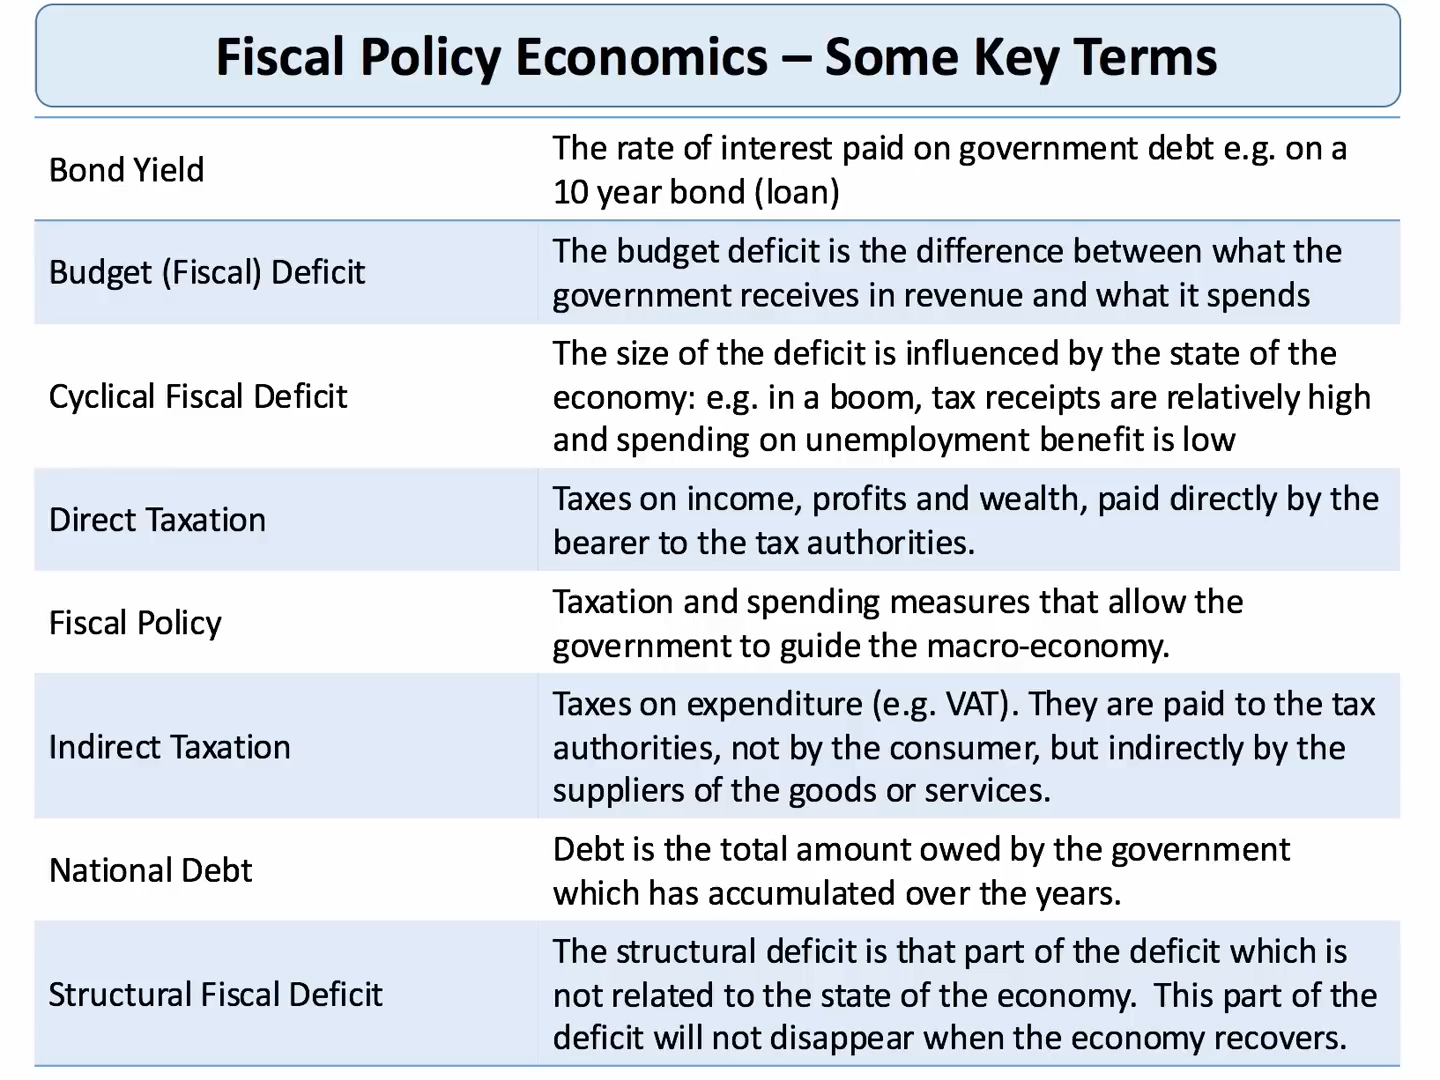 Fiscal Policy Economics – Some Key Terms
Bond Yield
The rate of interest paid on government debt e.g. on a
10 year bond (loan)
Budget (Fiscal) Deficit
The budget deficit is the difference between what the
government receives in revenue and what it spends
Cyclical Fiscal Deficit
The size of the deficit is influenced by the state of the
economy: e.g. in a boom, tax receipts are relatively high
and spending on unemployment benefit is low
Direct Taxation
Taxes on income, profits and wealth, paid directly by the
bearer to the tax authorities.
Fiscal Policy
Taxation and spending measures that allow the
government to guide the macro-economy.
Indirect Taxation
Taxes on expenditure (e.g. VAT). They are paid to the tax
authorities, not by the consumer, but indirectly by the
suppliers of the goods or services.
National Debt
Debt is the total amount owed by the government
which has accumulated over the years.
Structural Fiscal Deficit
The structural deficit is that part of the deficit which is
not related to the state of the economy.  This part of the
deficit will not disappear when the economy recovers.